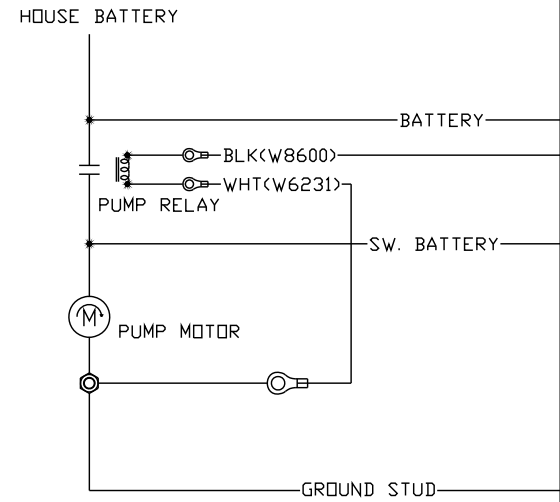 HOUSE BATTERY
BATTERY
BLK(W8600)
WHT(W6231)
PUMP RELAY
SW. BATTERY
M
PUMP MOTOR
GROUND STUD